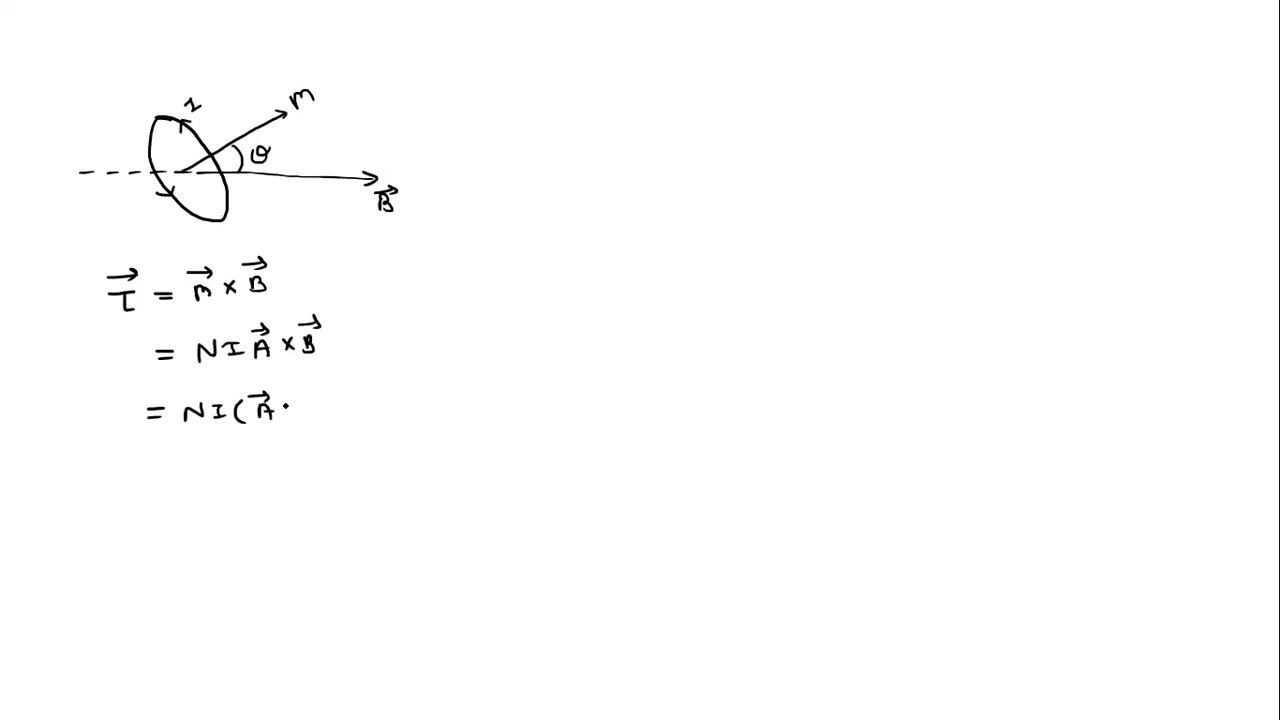 I
m
θ
B⃗
τ⃗ = m⃗ × B⃗
= NIA⃗ × B⃗
= NI(A⃗ ·